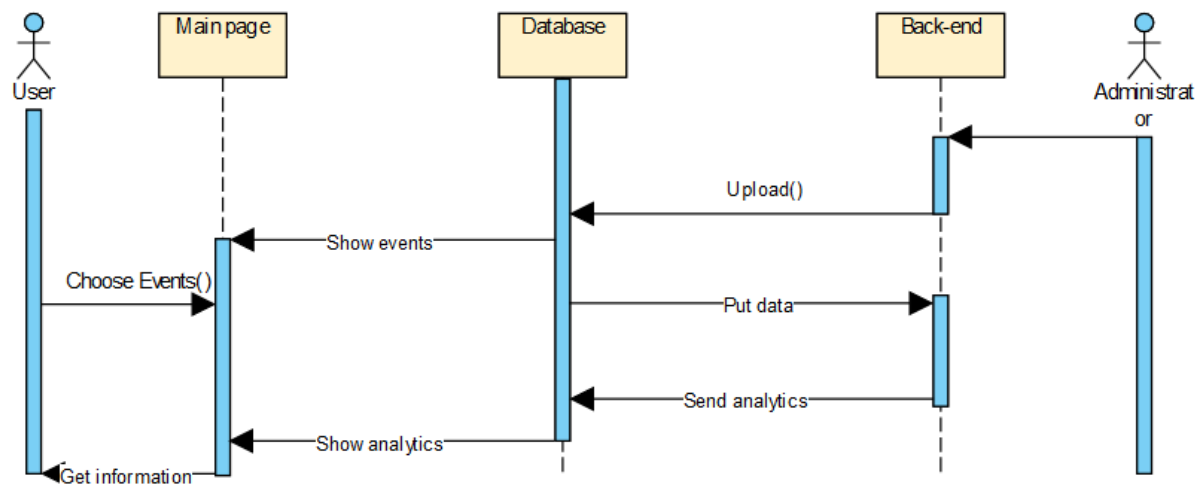 Main page
Database
Back-end
User
Administrat
or
Upload()
Show events
Choose Events()
Put data
Send analytics
Show analytics
Get information